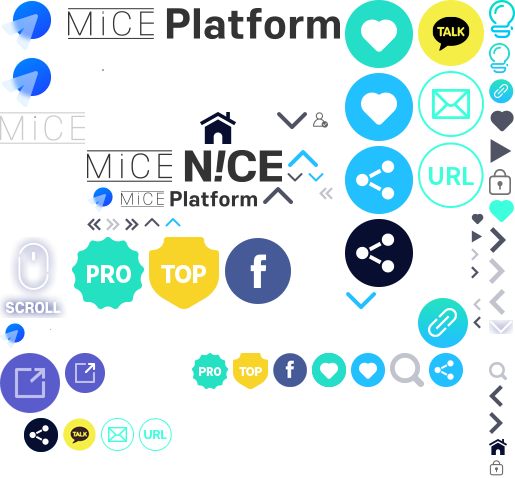 MiCE Platform
TALK
MiCE
MiCE N!CE
URL
MiCE Platform
PRO
TOP
f
SCROLL
PRO
TOP
f
TALK
URL